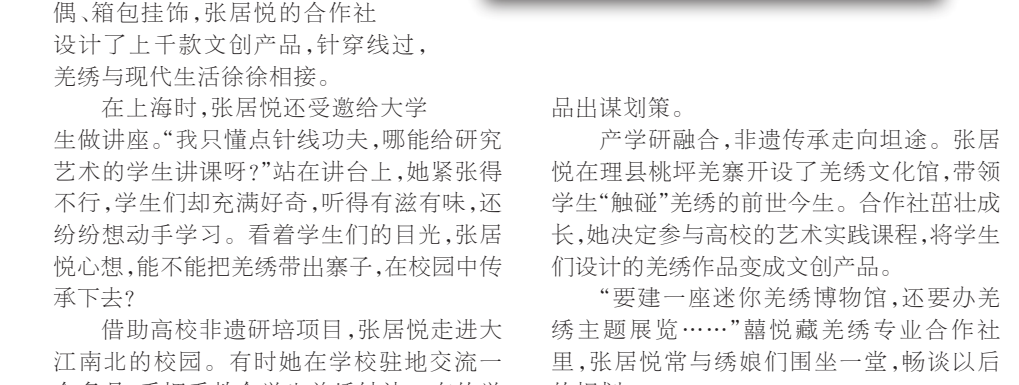 偶、箱包挂饰，张居悦的合作社
设计了上千款文创产品，针穿线过，
羌绣与现代生活徐徐相接。
在上海时，张居悦还受邀给大学
生做讲座。“我只懂点针线功夫，哪能给研究
艺术的学生讲课呀？”站在讲台上，她紧张得
不行，学生们却充满好奇，听得有滋有味，还
纷纷想动手学习。看着学生们的目光，张居
悦心想，能不能把羌绣带出寨子，在校园中传
承下去？
借助高校非遗研培项目，张居悦走进大
江南北的校园。有时她在学校驻地交流一
品出谋划策。
产学研融合，非遗传承走向坦途。张居
悦在理县桃坪羌寨开设了羌绣文化馆，带领
学生“触碰”羌绣的前世今生。合作社茁壮成
长，她决定参与高校的艺术实践课程，将学生
们设计的羌绣作品变成文创产品。
“要建一座迷你羌绣博物馆，还要办羌
绣主题展览……”囍悦藏羌绣专业合作社
里，张居悦常与绣娘们围坐一堂，畅谈以后